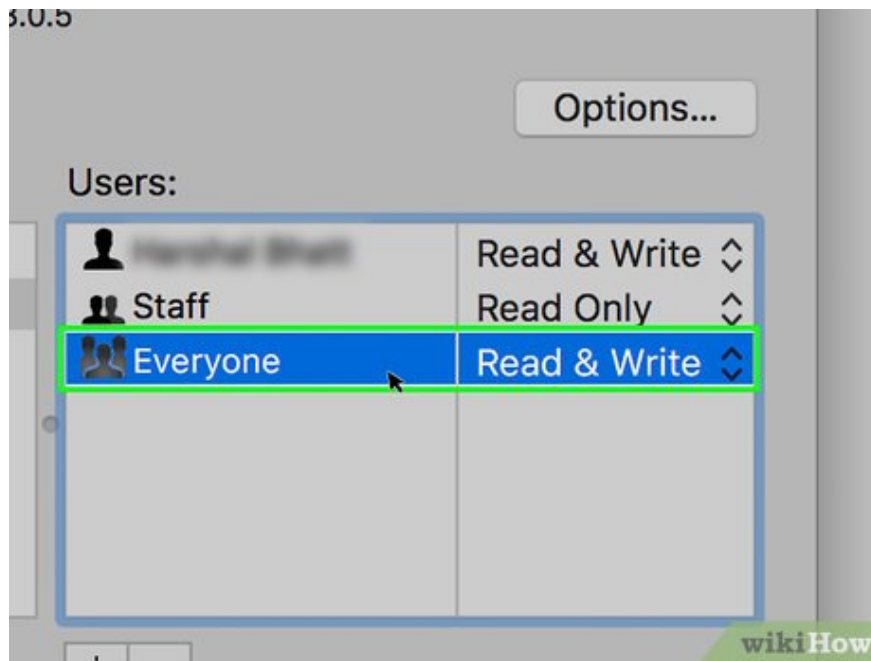 3.0.5
Options...
Users:
Read & Write
Staff Read Only
Everyone Read & Write
wikiHow